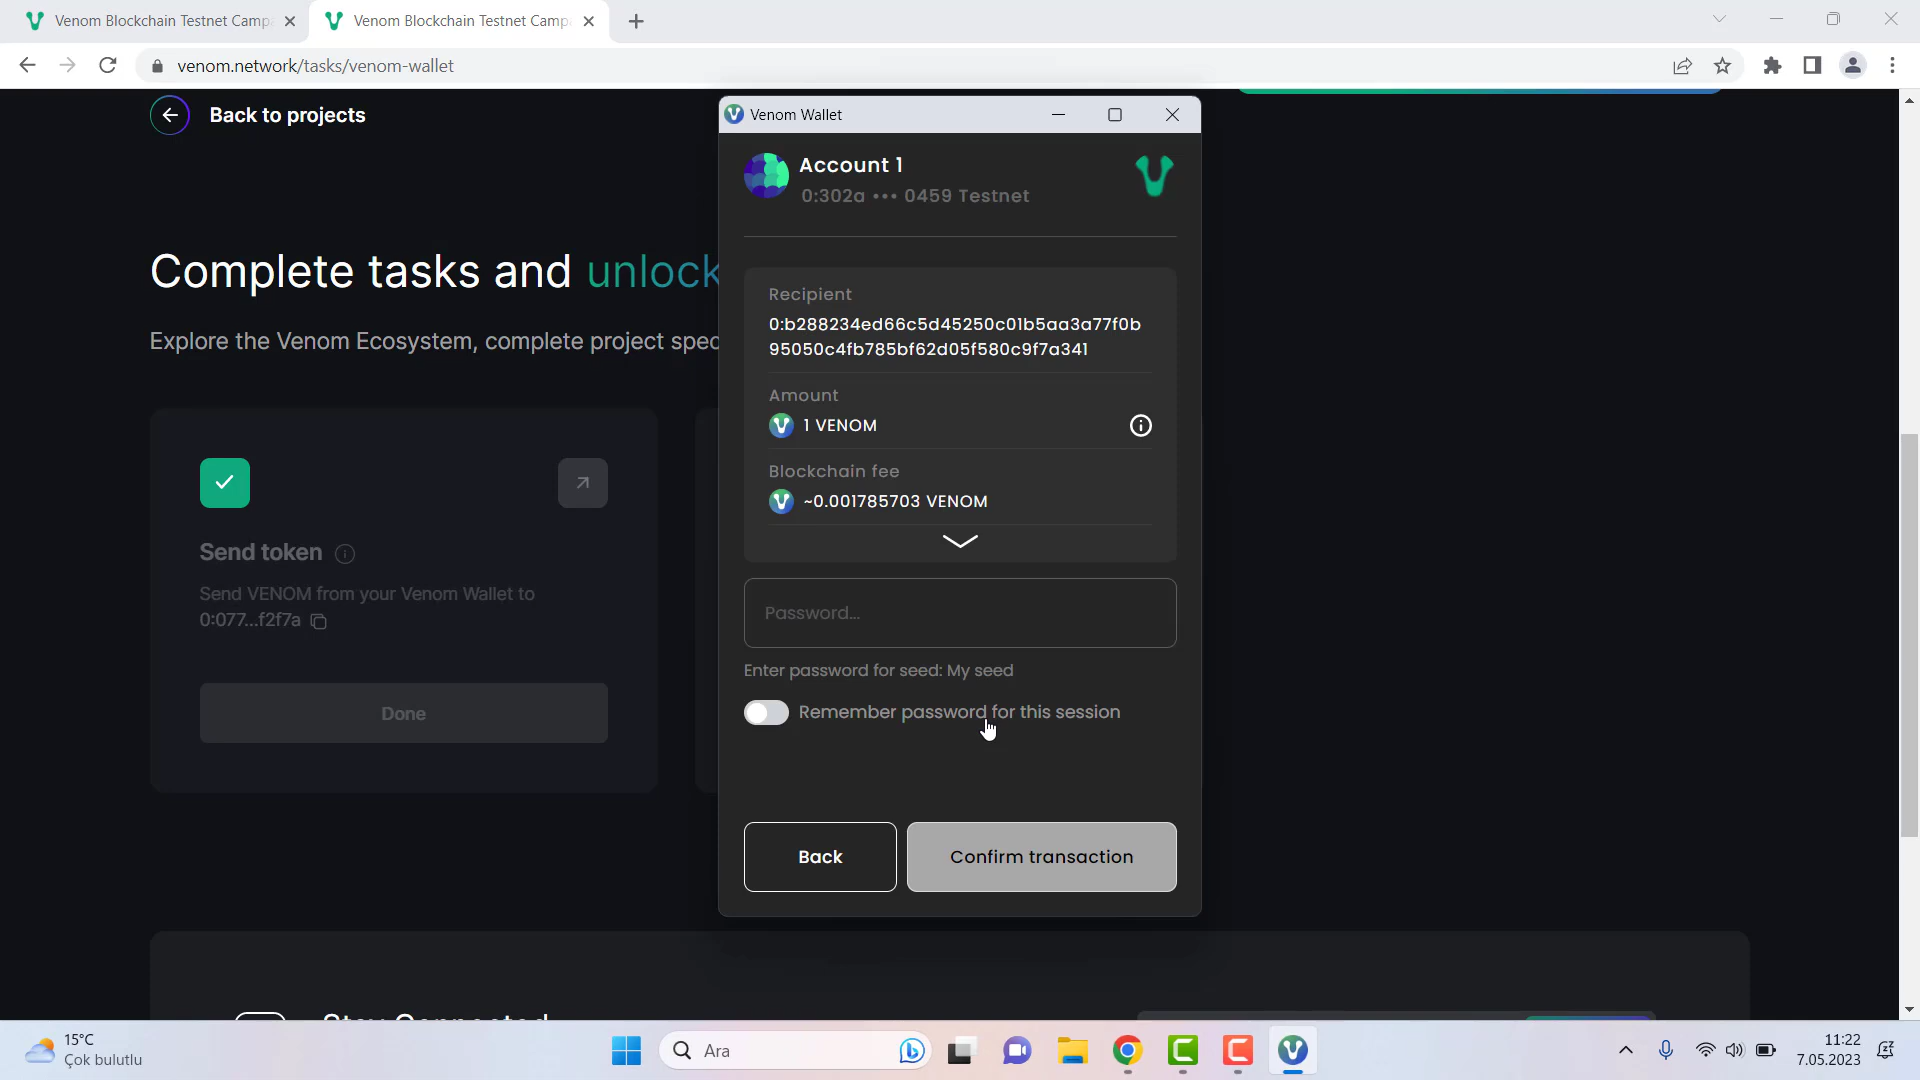 Venom Blockchain Testnet Camp
Venom Blockchain Testnet Camp
venom.network/tasks/venom-wallet
Back to projects
Complete tasks and unlock
Explore the Venom Ecosystem, complete project spec
Send token
Send VENOM from your Venom Wallet to
0:077...f2f7a
Done
Venom Wallet
Account 1
0:302a ••• 0459 Testnet
Recipient
0:b288234ed66c5d45250c01b5aa3a77f0b
95050c4fb785bf62d05f580c9f7a341
Amount
1 VENOM
Blockchain fee
~0.001785703 VENOM
Password...
Enter password for seed: My seed
Remember password for this session
Back
Confirm transaction
Stay Connected
15°C
Çok bulutlu
Ara
11:22
7.05.2023